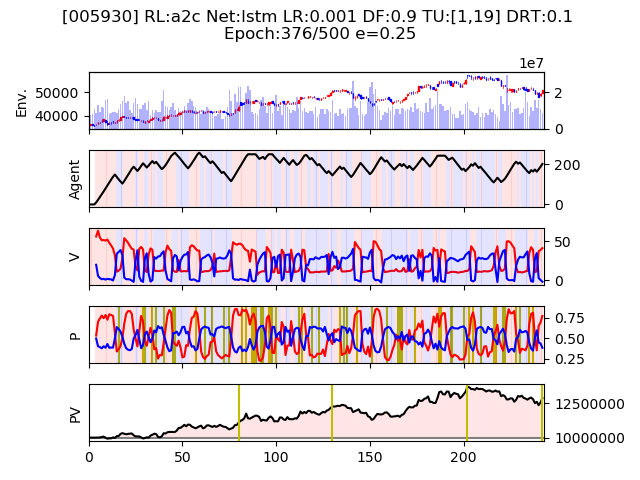 [005930] RL:a2c Net:lstm LR:0.001 DF:0.9 TU:[1,19] DRT:0.1
Epoch:376/500 e=0.25
1e7
Env.
50000
40000
2
0
Agent
200
0
V
50
0
P
0.75
0.50
0.25
PV
12500000
10000000
0 50 100 150 200